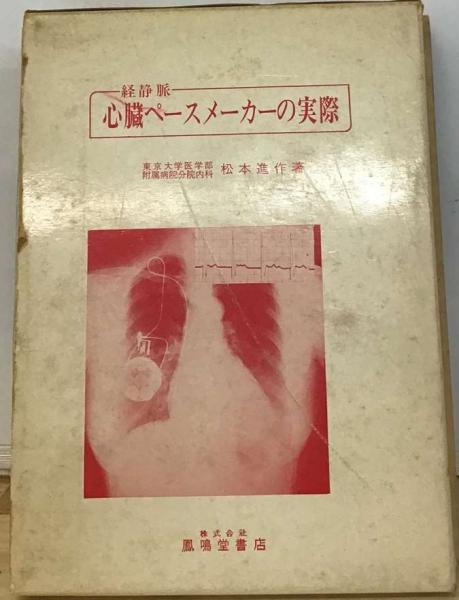 経静脈
心臓ペースメーカーの実際
東京大学医学部
附属病院分院内科 松本進作著
株式会社
鳳鳴堂書店